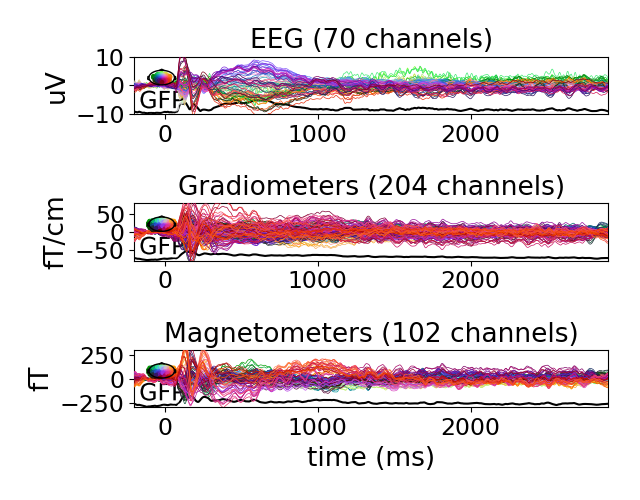 EEG (70 channels)
10
0
−10
uV
GFP
0
1000
2000
Gradiometers (204 channels)
50
0
−50
fT/cm
GFP
0
1000
2000
Magnetometers (102 channels)
250
0
−250
fT
GFP
0
1000
2000
time (ms)